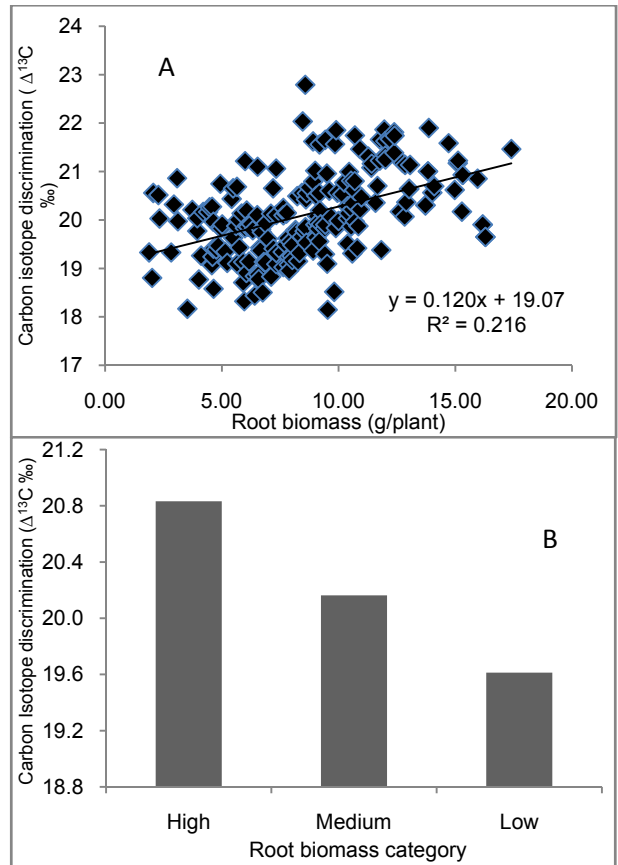 24
23
22
21
20
19
18
17
A
Carbon isotope discrimination ( Δ¹³C
‰)
y = 0.120x + 19.07
R² = 0.216
0.00 5.00 10.00 15.00 20.00
Root biomass (g/plant)
21.2
20.8
20.4
20.0
19.6
19.2
18.8
B
Carbon Isotope discrimination (Δ¹³C ‰)
High Medium Low
Root biomass category